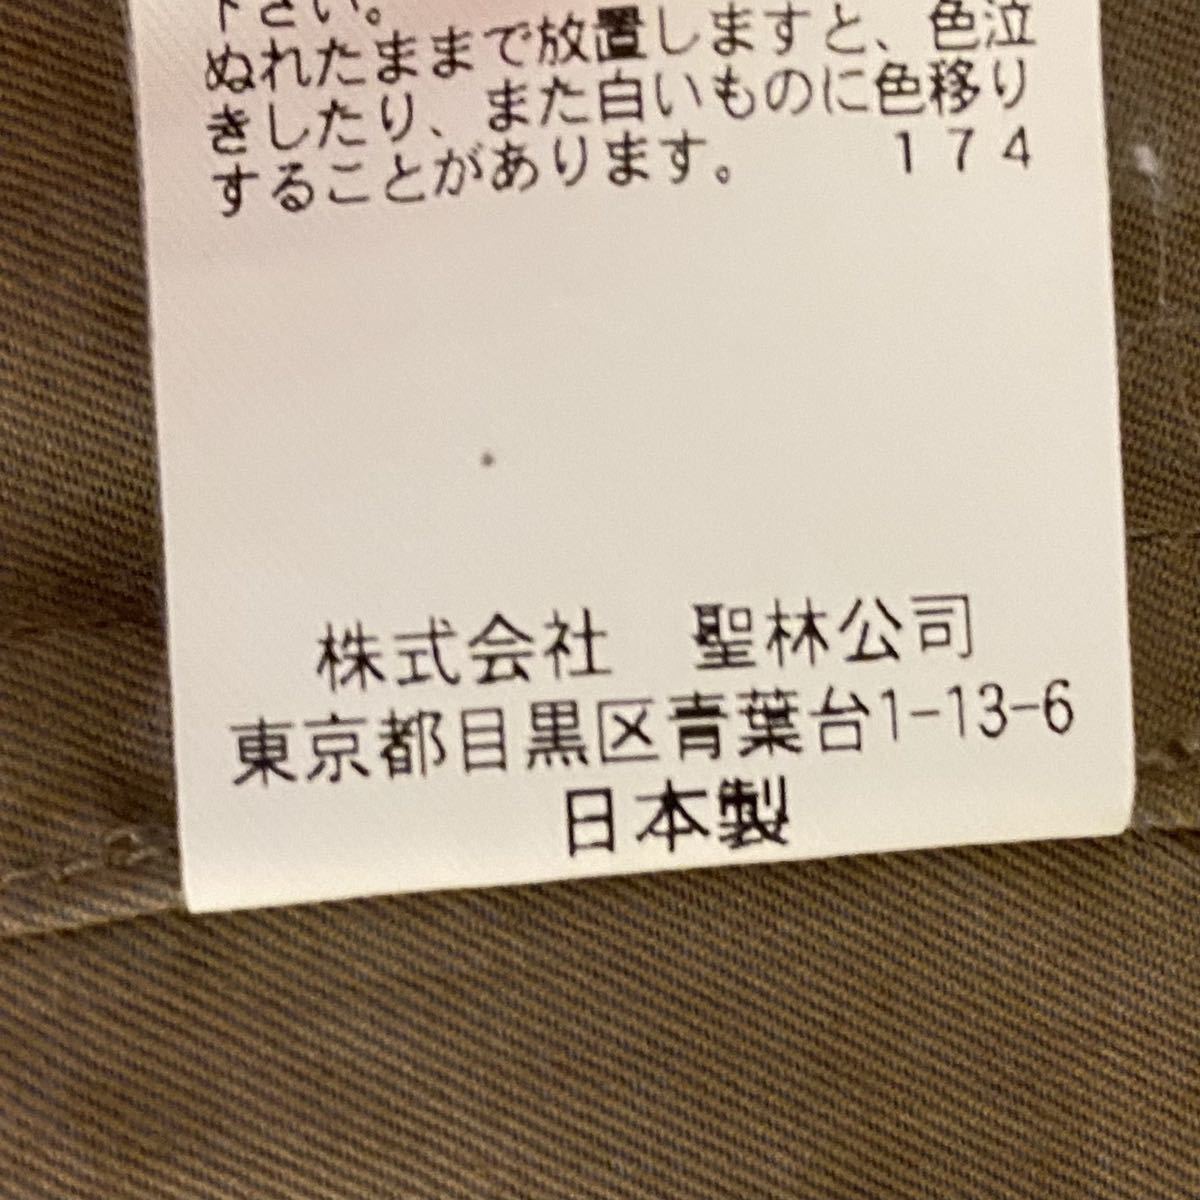 下さい。
ぬれたままで放置しますと、色泣
きしたり、また白いものに色移り
することがあります。　174
株式会社　聖林公司
東京都目黒区青葉台1-13-6
日本製